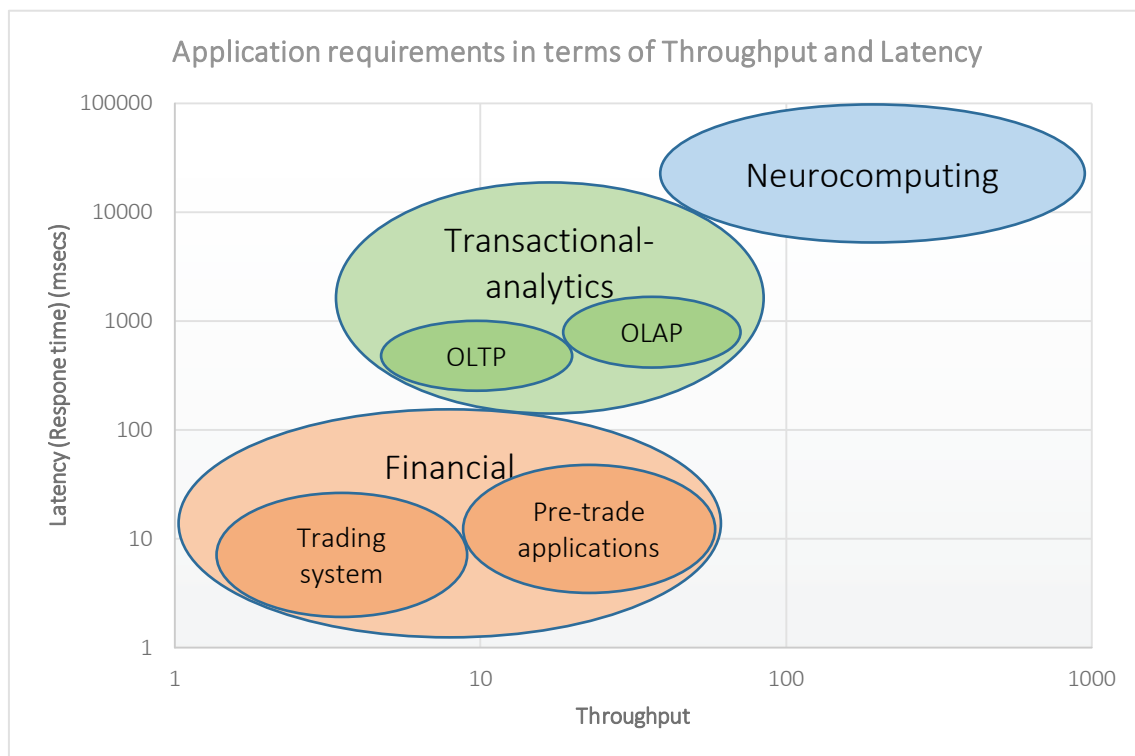 Application requirements in terms of Throughput and Latency
100000
10000
1000
100
10
1
Latency (Respone time) (msecs)
Neurocomputing
Transactional-
analytics
OLAP
OLTP
Financial
Pre-trade
applications
Trading
system
1
10
100
1000
Throughput